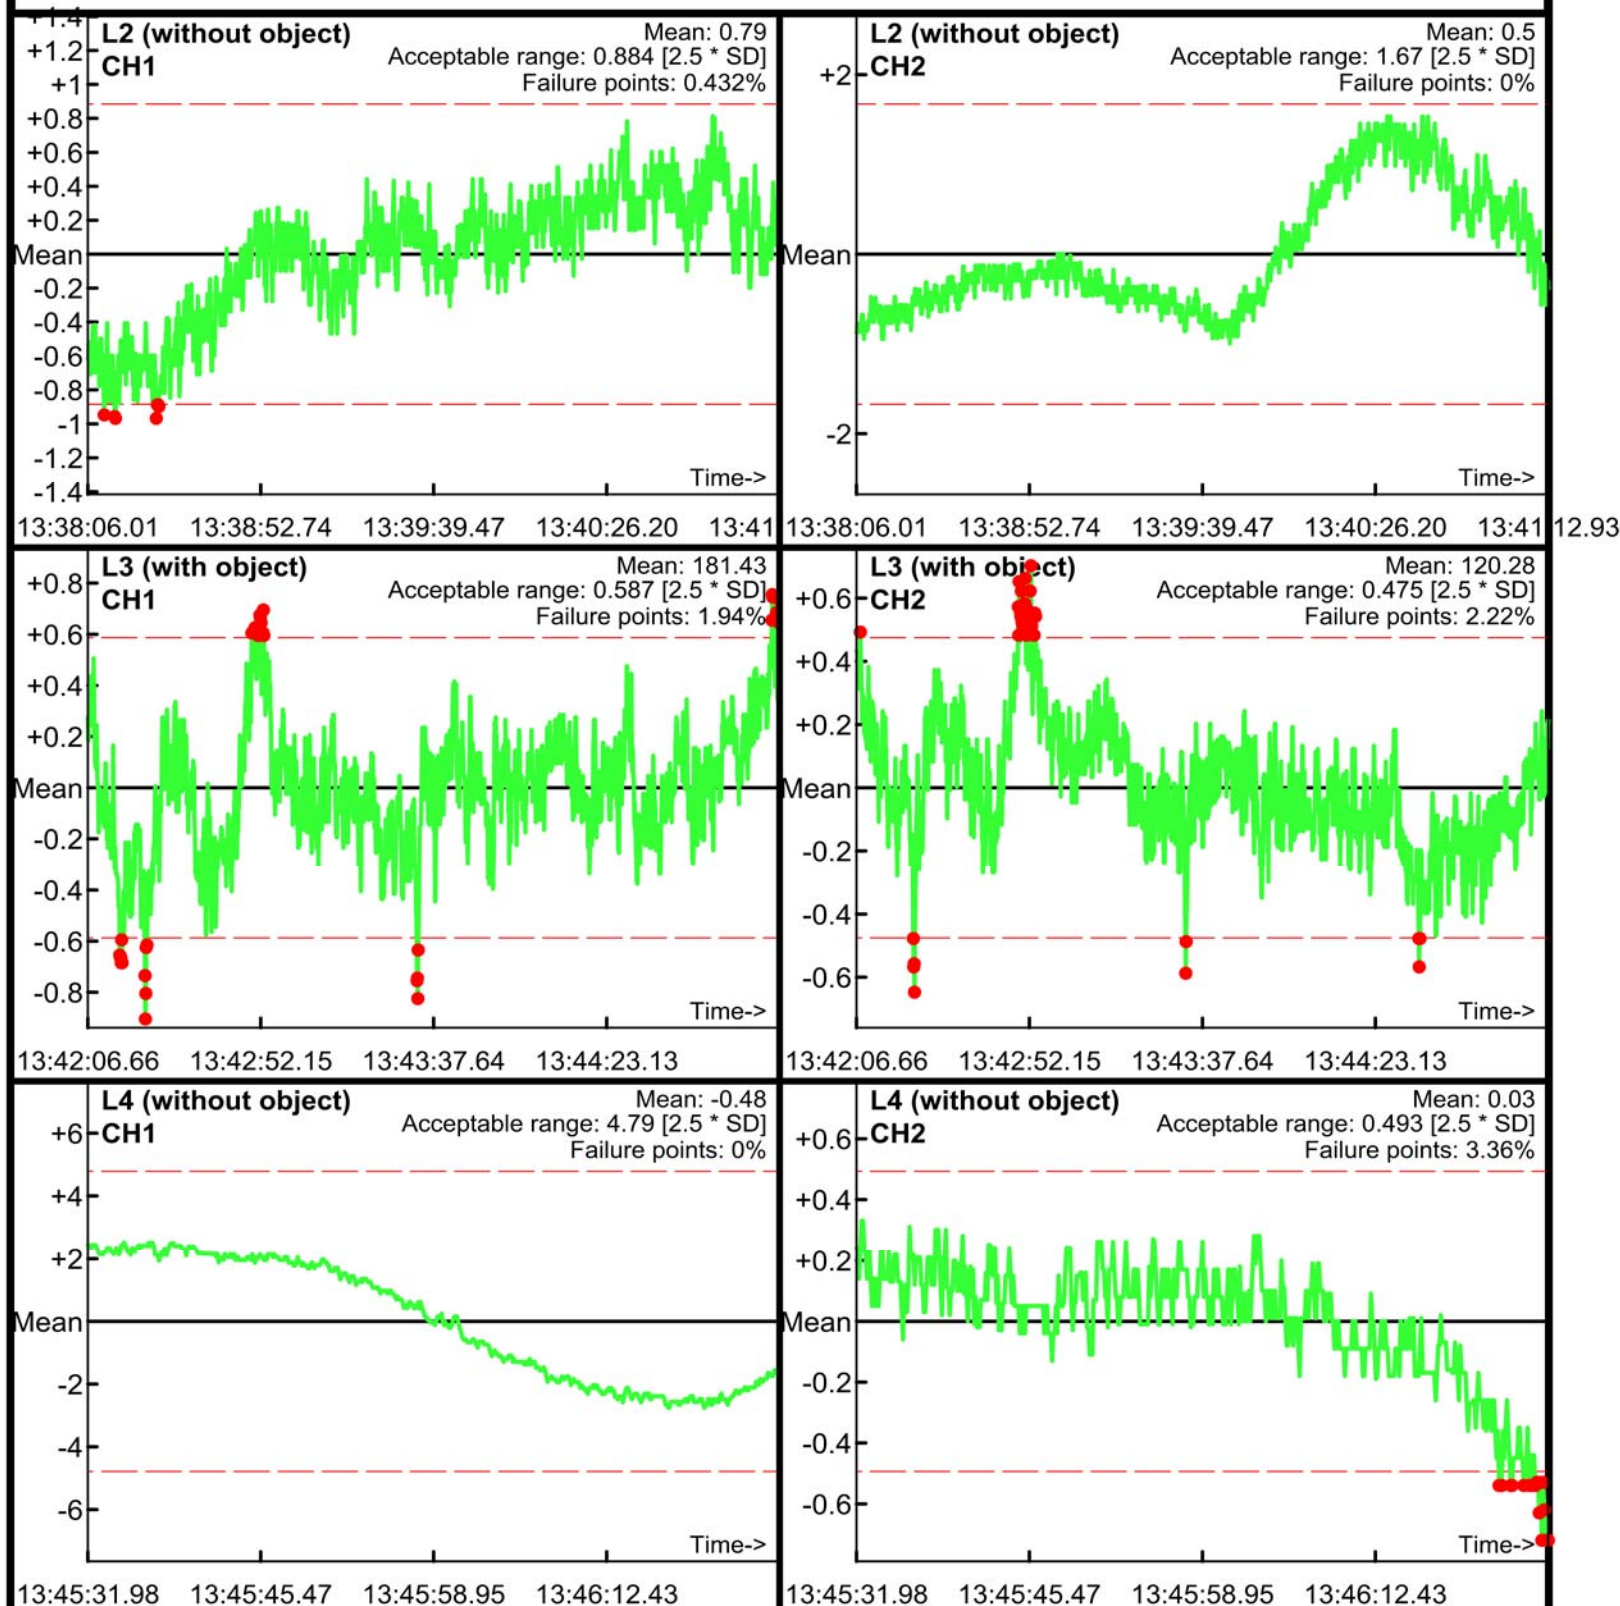 +1.4
L2 (without object)
CH1
Mean: 0.79
Acceptable range: 0.884 [2.5 * SD]
Failure points: 0.432%
+1.2
+1
+0.8
+0.6
+0.4
+0.2
Mean
-0.2
-0.4
-0.6
-0.8
-1
-1.2
-1.4
Time->
13:38:06.01 13:38:52.74 13:39:39.47 13:40:26.20 13:41
L2 (without object)
CH2
Mean: 0.5
Acceptable range: 1.67 [2.5 * SD]
Failure points: 0%
+2
Mean
-2
Time->
13:38:06.01 13:38:52.74 13:39:39.47 13:40:26.20 13:41:12.93
L3 (with object)
CH1
Mean: 181.43
Acceptable range: 0.587 [2.5 * SD]
Failure points: 1.94%
+0.8
+0.6
+0.4
+0.2
Mean
-0.2
-0.4
-0.6
-0.8
Time->
13:42:06.66 13:42:52.15 13:43:37.64 13:44:23.13
L3 (with object)
CH2
Mean: 120.28
Acceptable range: 0.475 [2.5 * SD]
Failure points: 2.22%
+0.6
+0.4
+0.2
Mean
-0.2
-0.4
-0.6
Time->
13:42:06.66 13:42:52.15 13:43:37.64 13:44:23.13
L4 (without object)
CH1
Mean: -0.48
Acceptable range: 4.79 [2.5 * SD]
Failure points: 0%
+6
+4
+2
Mean
-2
-4
-6
Time->
13:45:31.98 13:45:45.47 13:45:58.95 13:46:12.43
L4 (without object)
CH2
Mean: 0.03
Acceptable range: 0.493 [2.5 * SD]
Failure points: 3.36%
+0.6
+0.4
+0.2
Mean
-0.2
-0.4
-0.6
Time->
13:45:31.98 13:45:45.47 13:45:58.95 13:46:12.43